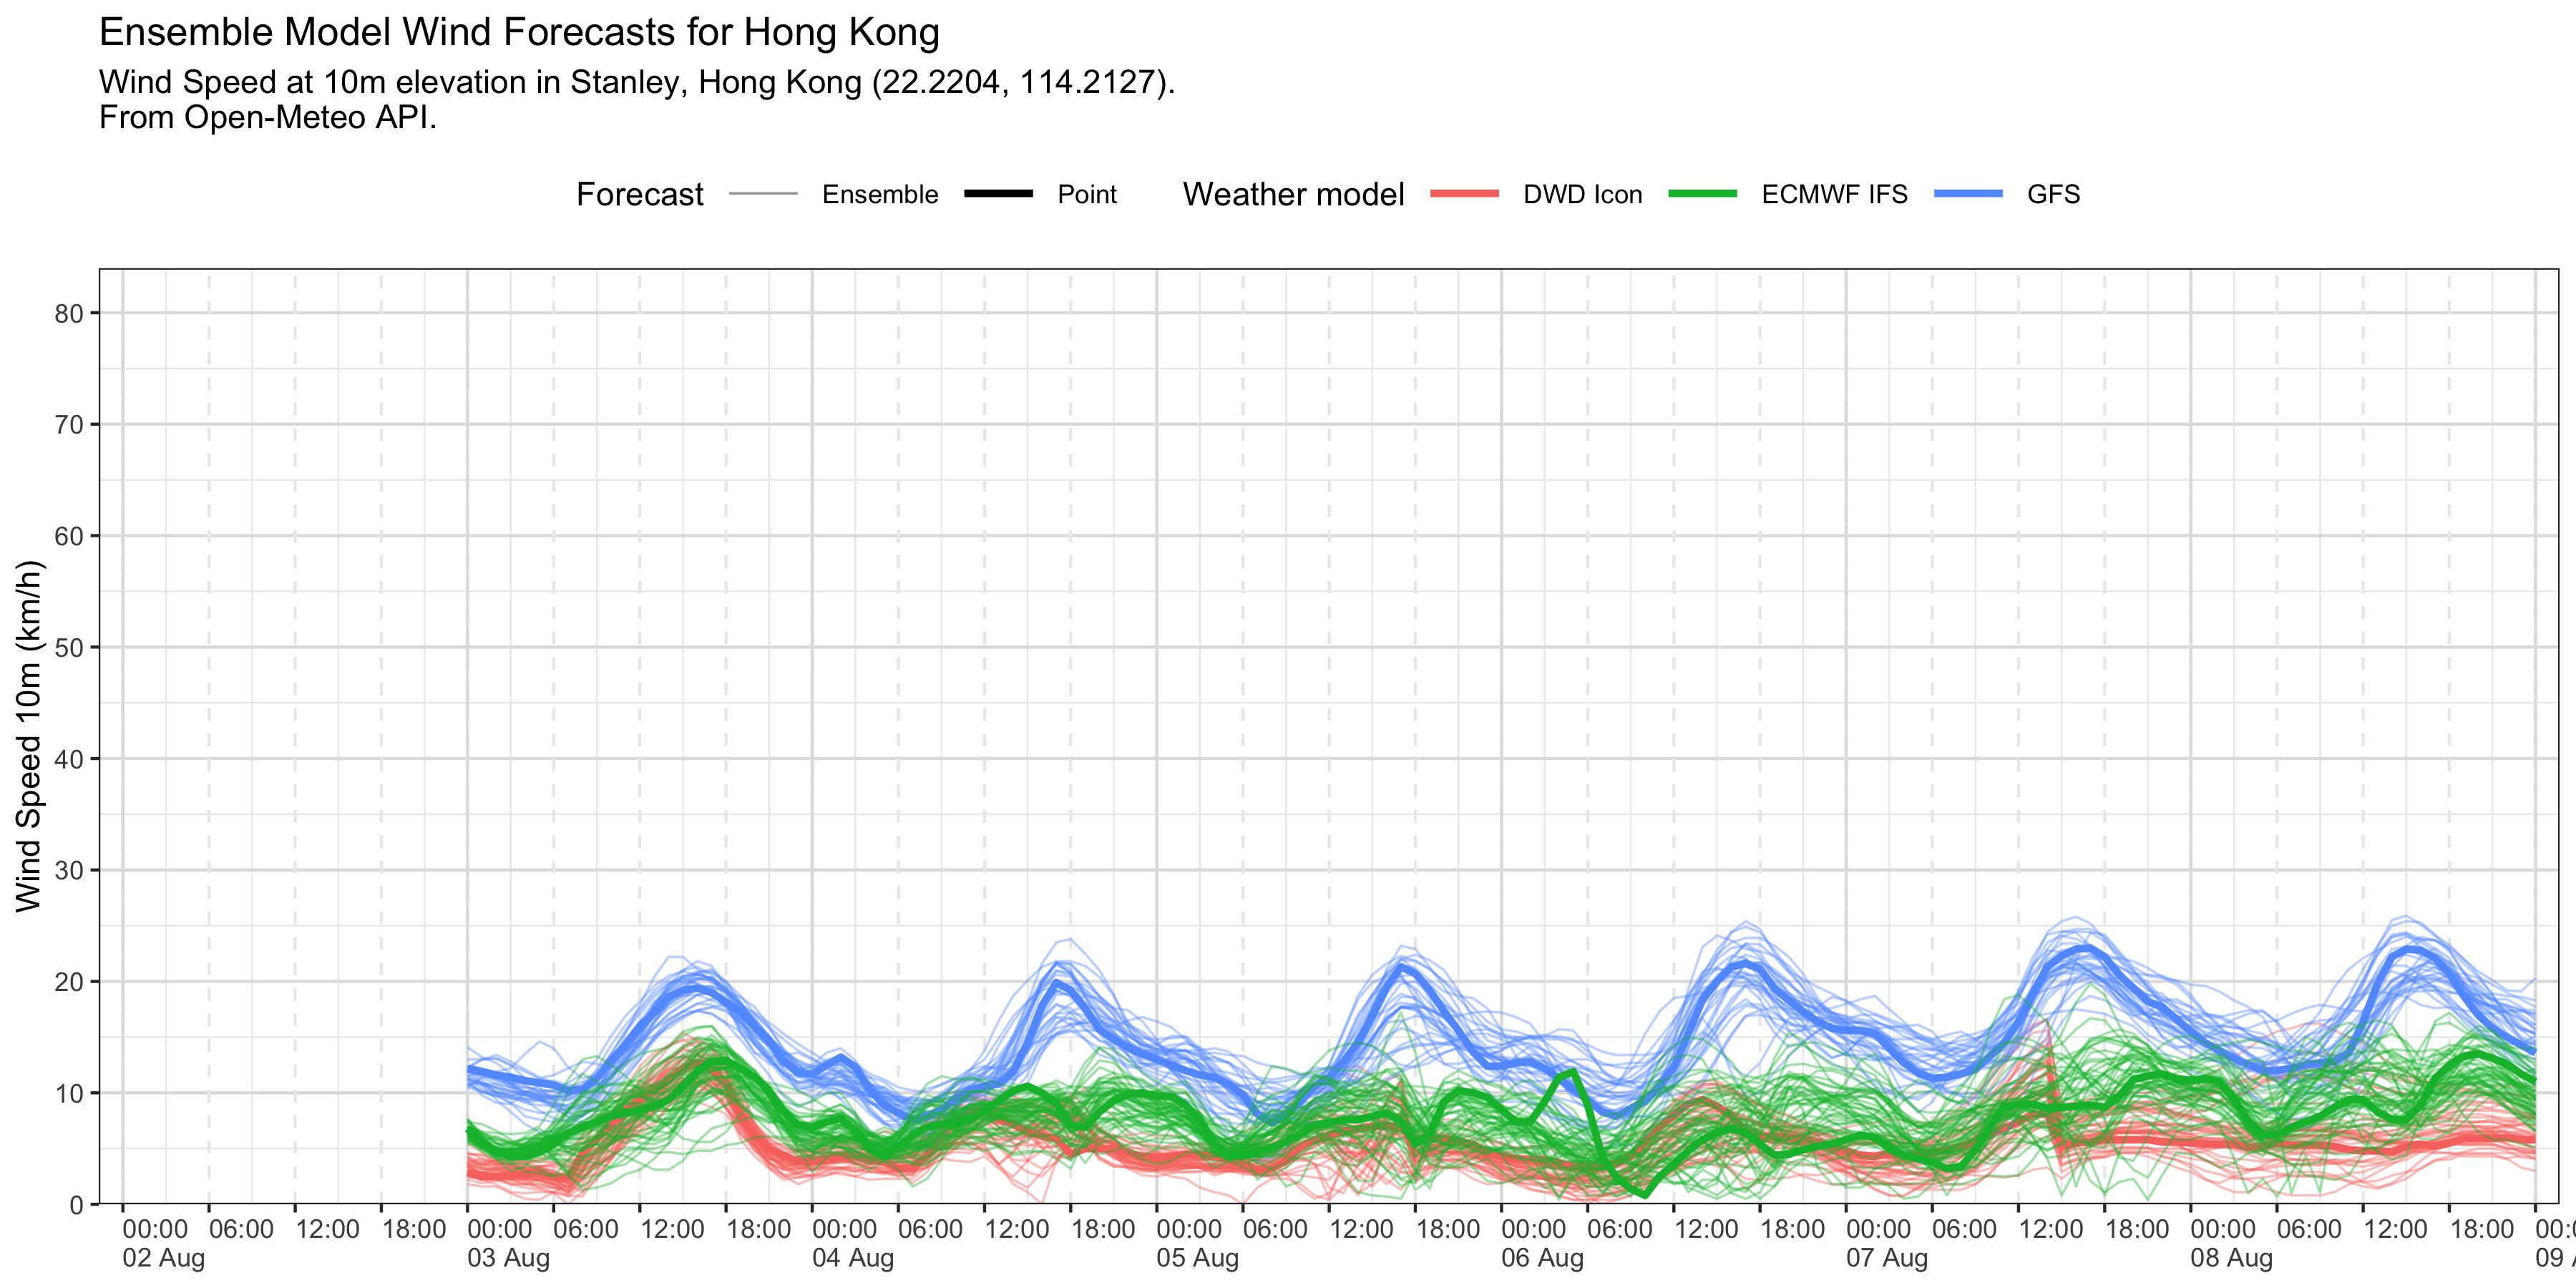 Ensemble Model Wind Forecasts for Hong Kong
Wind Speed at 10m elevation in Stanley, Hong Kong (22.2204, 114.2127).
From Open-Meteo API.
Forecast Ensemble Point Weather model DWD Icon ECMWF IFS GFS
Wind Speed 10m (km/h)
80
70
60
50
40
30
20
10
0
00:00 06:00 12:00 18:00 00:00 06:00 12:00 18:00 00:00 06:00 12:00 18:00 00:00 06:00 12:00 18:00 00:00 06:00 12:00 18:00 00:00 06:00 12:00 18:00 00:00 06:00 12:00 18:00
02 Aug 03 Aug 04 Aug 05 Aug 06 Aug 07 Aug 08 Aug 09